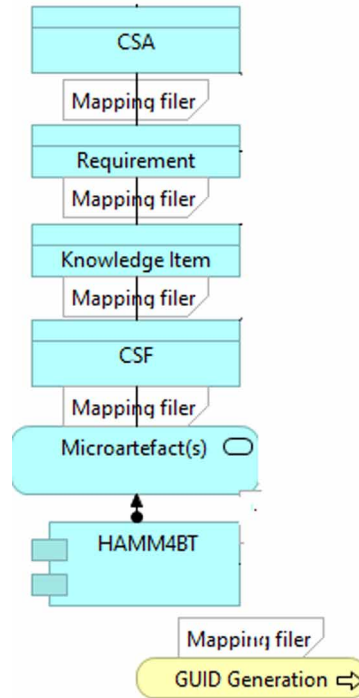 CSA
Mapping filer
Requirement
Mapping filer
Knowledge Item
Mapping filer
CSF
Mapping filer
Microartefact(s)
HAMM4BT
Mapping filer
GUID Generation